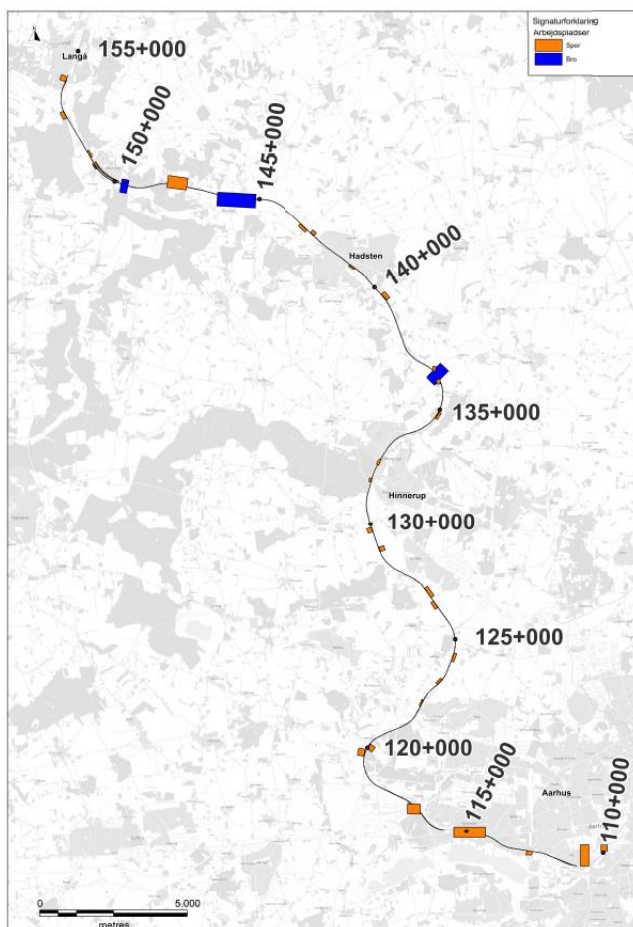 Signaturforklaring
Arbejdspladser
Spor
Bro
155+000
Langå
150+000
145+000
Hadsten
140+000
135+000
Hinnerup
130+000
125+000
120+000
115+000
Aarhus
110+000
0
5.000
metres